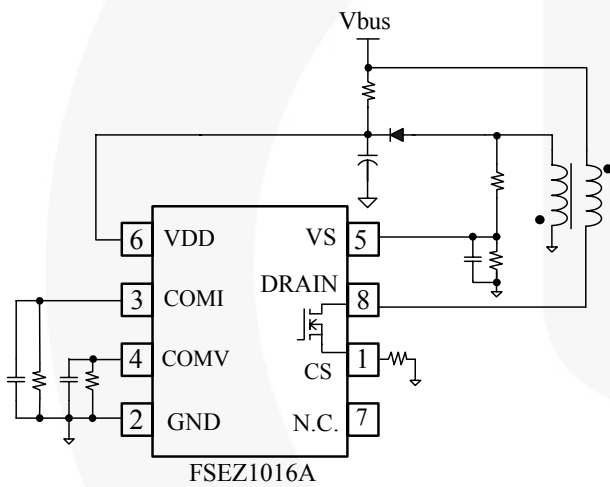 Vbus
6 VDD VS 5
DRAIN
3 COMI 8
4 COMV CS 1
2 GND N.C. 7
FSEZ1016A